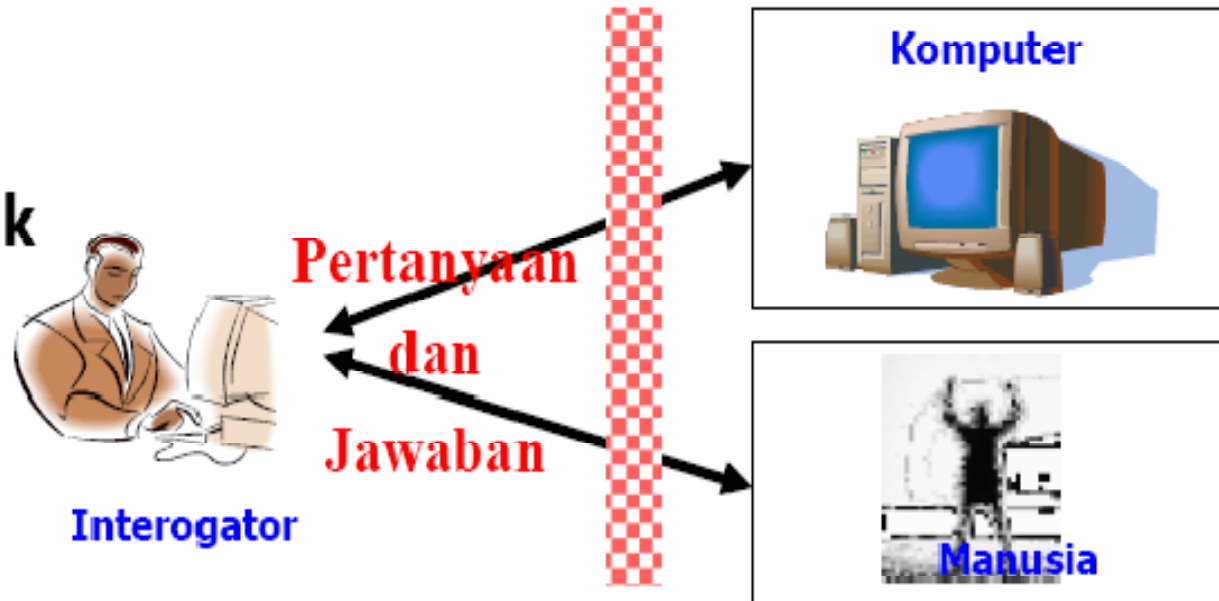 Komputer
k
Pertanyaan
dan
Jawaban
Interogator
Manusia